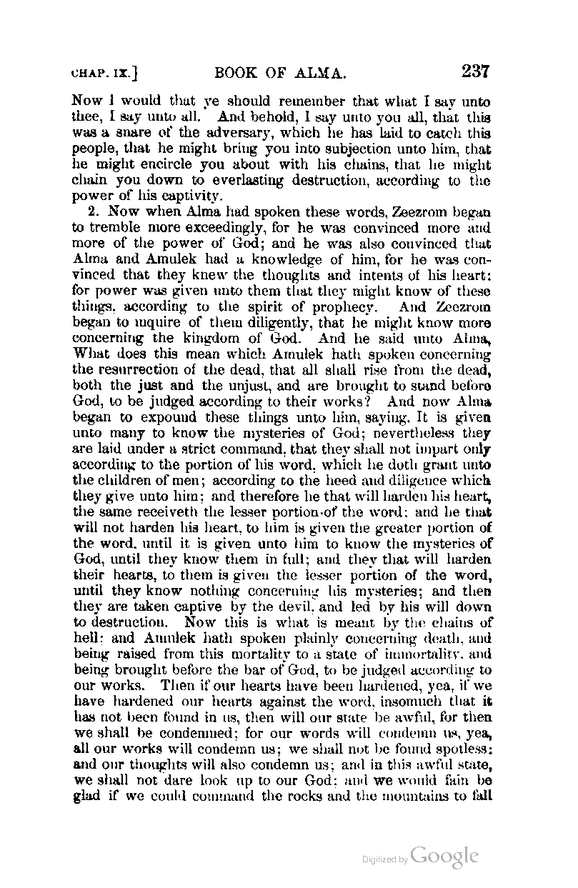 CHAP. IX.] BOOK OF ALMA. 237
Now I would that ye should remember that what I say unto
thee, I say unto all. And behold, I say unto you all, that this
was a snare of the adversary, which he has laid to catch this
people, that he might bring you into subjection unto him, that
he might encircle you about with his chains, that he might
chain you down to everlasting destruction, according to the
power of his captivity.
2. Now when Alma had spoken these words, Zeezrom began
to tremble more exceedingly, for he was convinced more and
more of the power of God; and he was also convinced that
Alma and Amulek had a knowledge of him, for he was con-
vinced that they knew the thoughts and intents of his heart;
for power was given unto them that they might know of these
things, according to the spirit of prophecy. And Zeezrom
began to inquire of them diligently, that he might know more
concerning the kingdom of God. And he said unto Alma,
What does this mean which Amulek hath spoken concerning
the resurrection of the dead, that all shall rise from the dead,
both the just and the unjust, and are brought to stand before
God, to be judged according to their works? And now Alma
began to expound these things unto him, saying, It is given
unto many to know the mysteries of God; nevertheless they
are laid under a strict command, that they shall not impart only
according to the portion of his word, which he doth grant unto
the children of men; according to the heed and diligence which
they give unto him; and therefore he that will harden his heart,
the same receiveth the lesser portion of the word; and he that
will not harden his heart, to him is given the greater portion of
the word, until it is given unto him to know the mysteries of
God, until they know them in full; and they that will harden
their hearts, to them is given the lesser portion of the word,
until they know nothing concerning his mysteries; and then
they are taken captive by the devil, and led by his will down
to destruction. Now this is what is meant by the chains of
hell; and Amulek hath spoken plainly concerning death, and
being raised from this mortality to a state of immortality, and
being brought before the bar of God, to be judged according to
our works. Then if our hearts have been hardened, yea, if we
have hardened our hearts against the word, insomuch that it
has not been found in us, then will our state be awful, for then
we shall be condemned; for our words will condemn us, yea,
all our works will condemn us; we shall not be found spotless;
and our thoughts will also condemn us; and in this awful state,
we shall not dare look up to our God; and we would fain be
glad if we could command the rocks and the mountains to fall
Digitized by Google